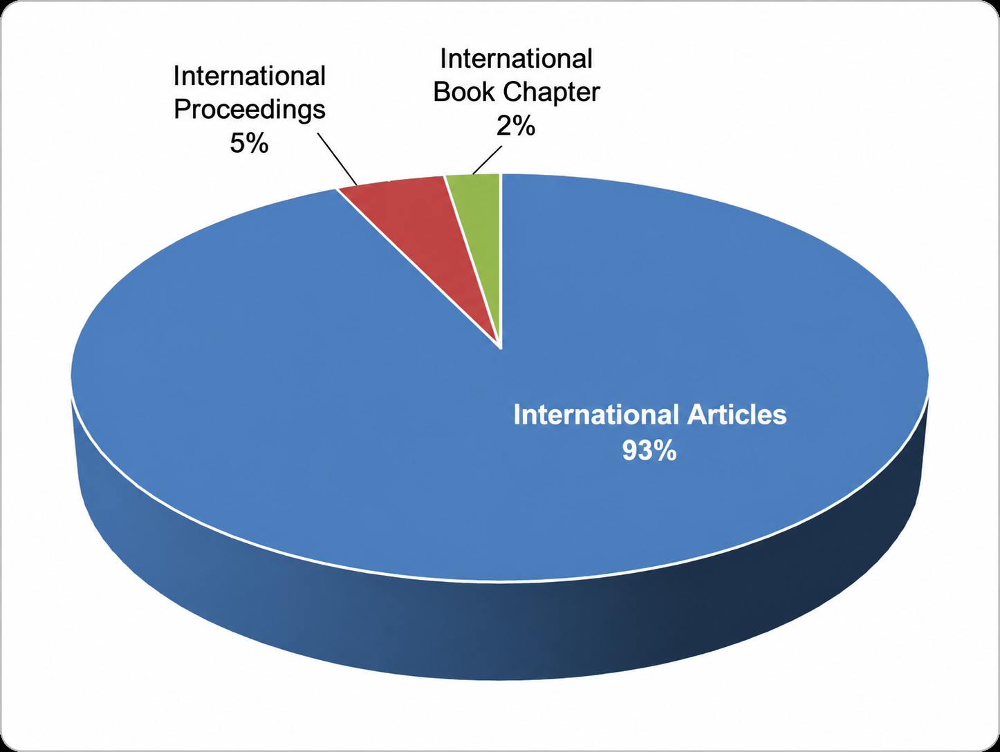 International
Proceedings
5%
International
Book Chapter
2%
International Articles
93%